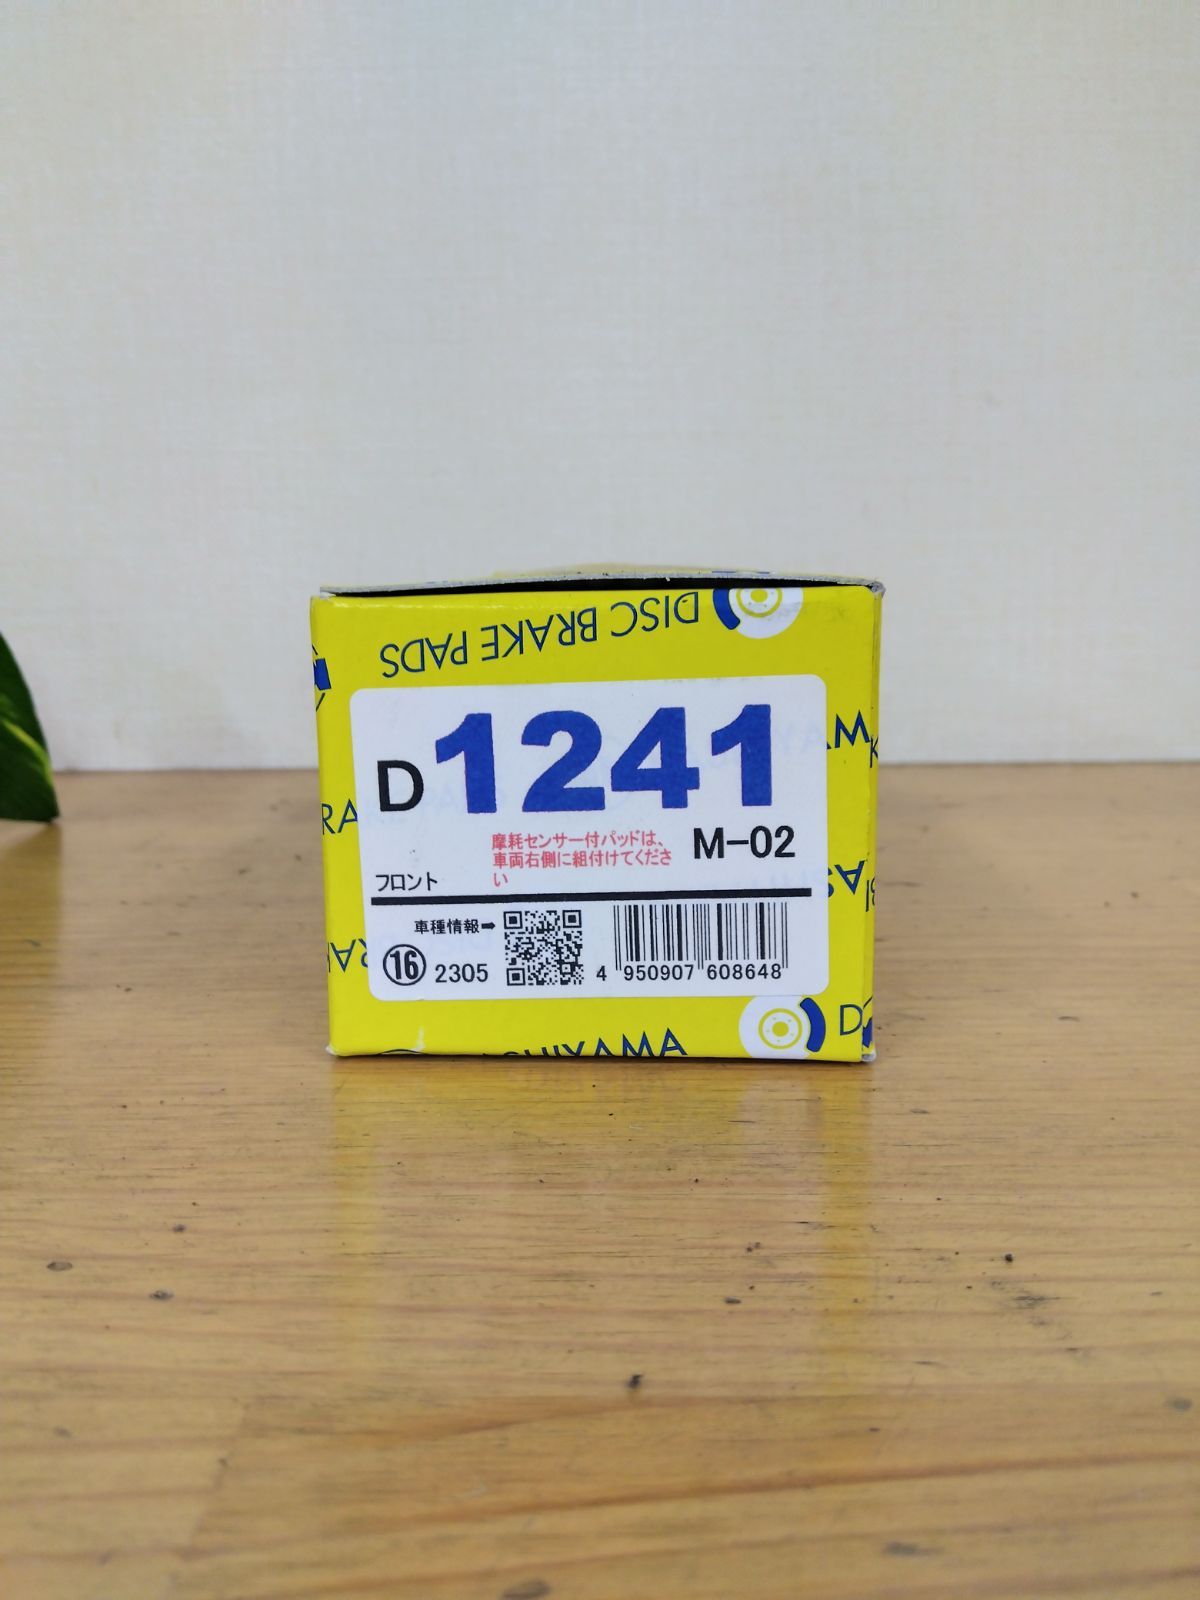 DISC BRAKE PADS
D1241
摩耗センサー付パッドは、
車両右側に組付けてくださ
い
M-02
フロント
車種情報➡
⑯ 2305
4 950907 608648